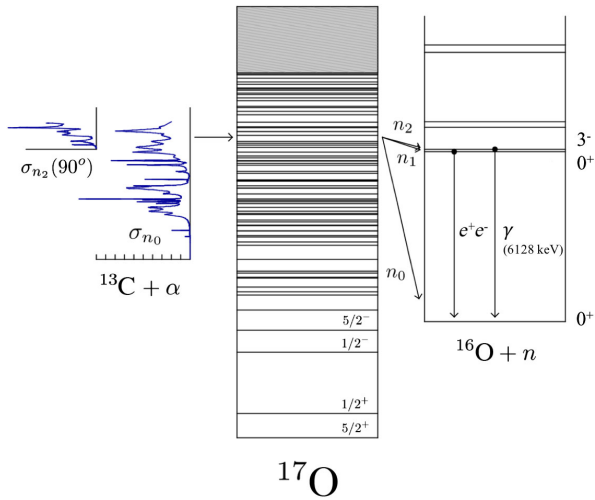 σn₂(90°)
σn₀
¹³C + α
5/2⁻
1/2⁻
1/2⁺
5/2⁺
¹⁷O
n₂
n₁
n₀
3⁻
0⁺
e⁺e⁻
γ
(6128 keV)
0⁺
¹⁶O + n